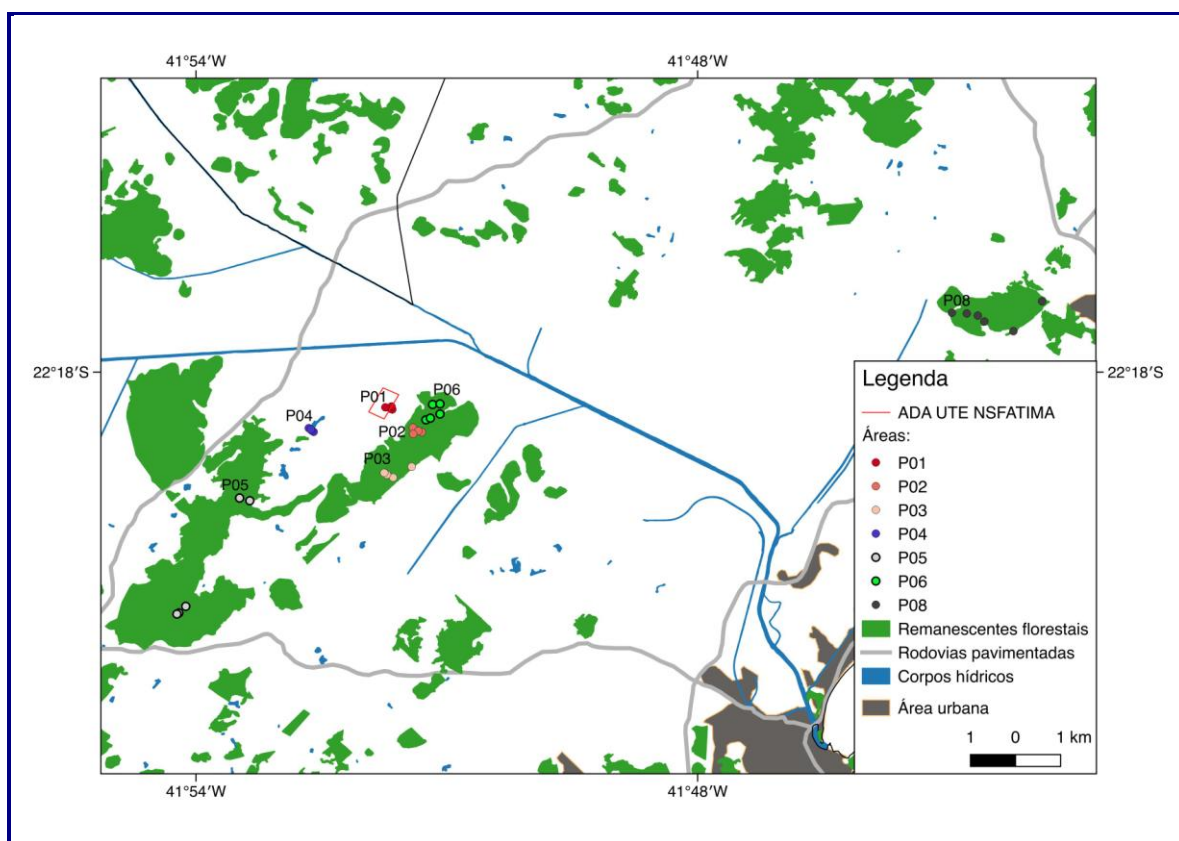 41°54′W 41°48′W
P08
22°18′S 22°18′S
P01
P06
P04
P02
P03
P05
Legenda
ADA UTE NSFATIMA
Áreas:
P01
P02
P03
P04
P05
P06
P08
Remanescentes florestais
Rodovias pavimentadas
Corpos hídricos
Área urbana
1 0 1 km
41°54′W 41°48′W